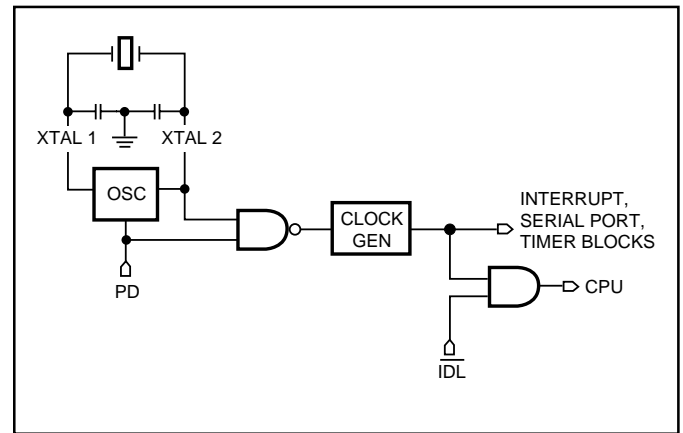 XTAL 1
XTAL 2
OSC
PD
CLOCK
GEN
INTERRUPT,
SERIAL PORT,
TIMER BLOCKS
CPU
IDL